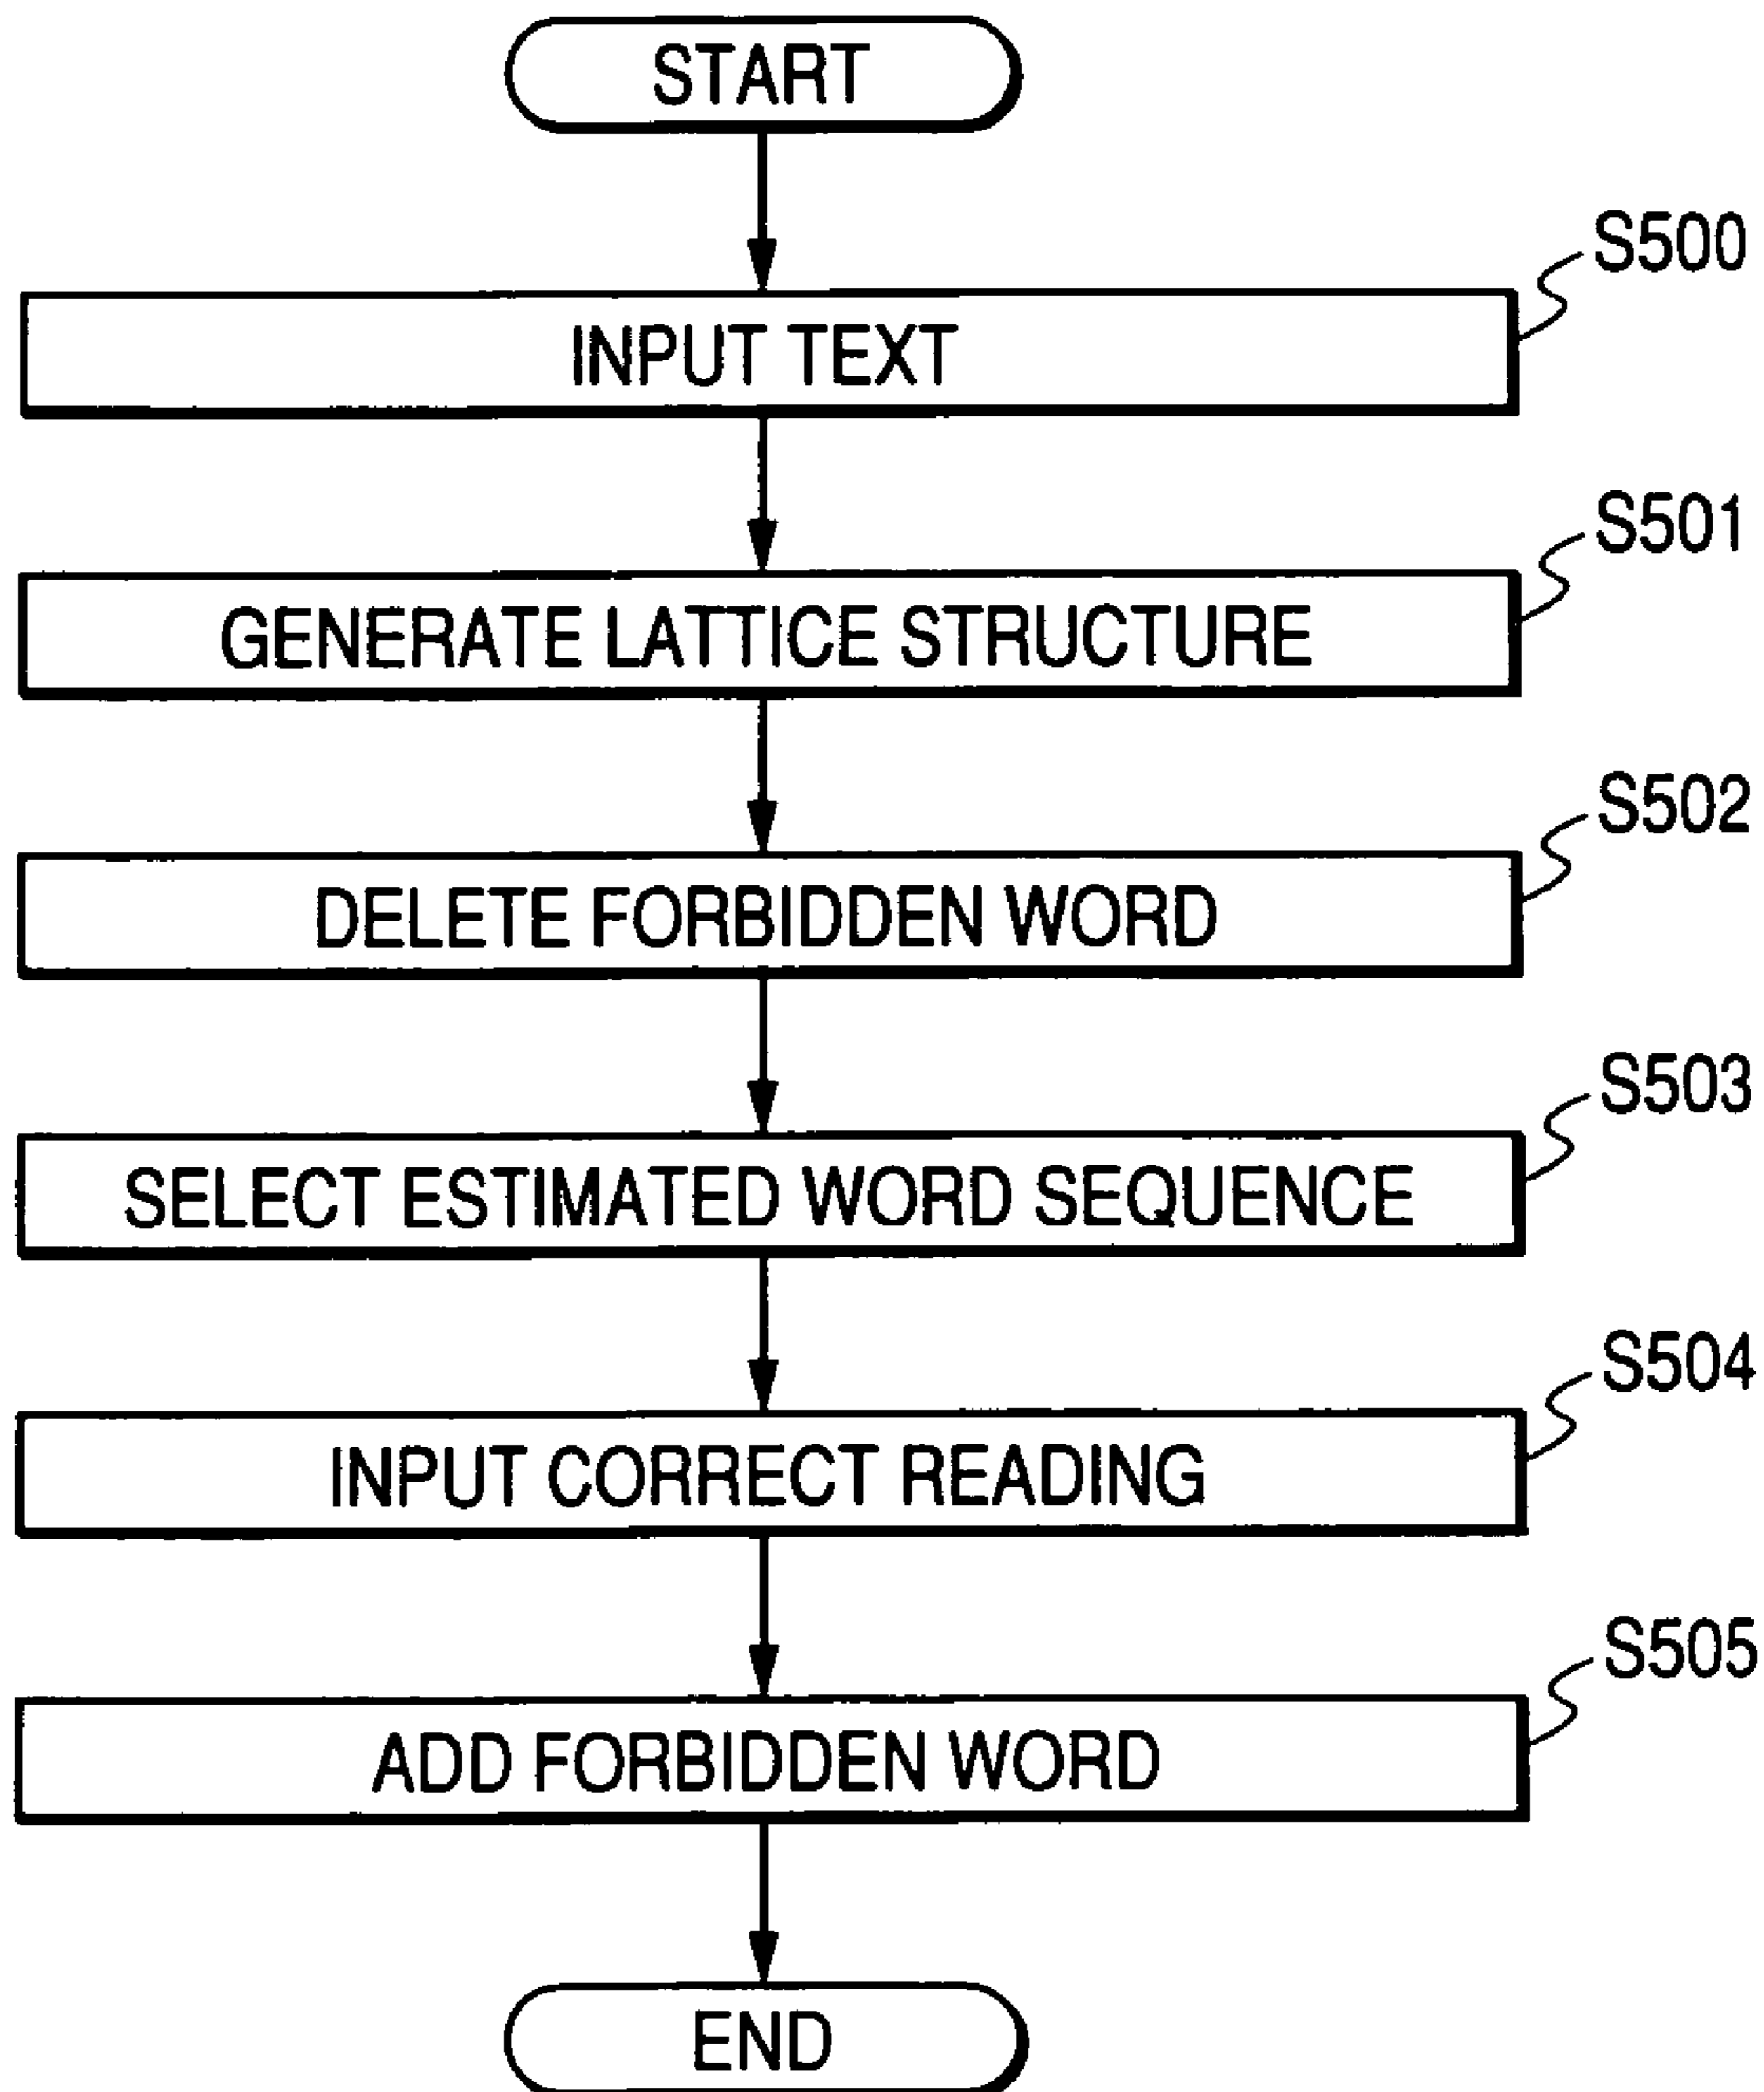 START
S500
INPUT TEXT
S501
GENERATE LATTICE STRUCTURE
S502
DELETE FORBIDDEN WORD
S503
SELECT ESTIMATED WORD SEQUENCE
S504
INPUT CORRECT READING
S505
ADD FORBIDDEN WORD
END